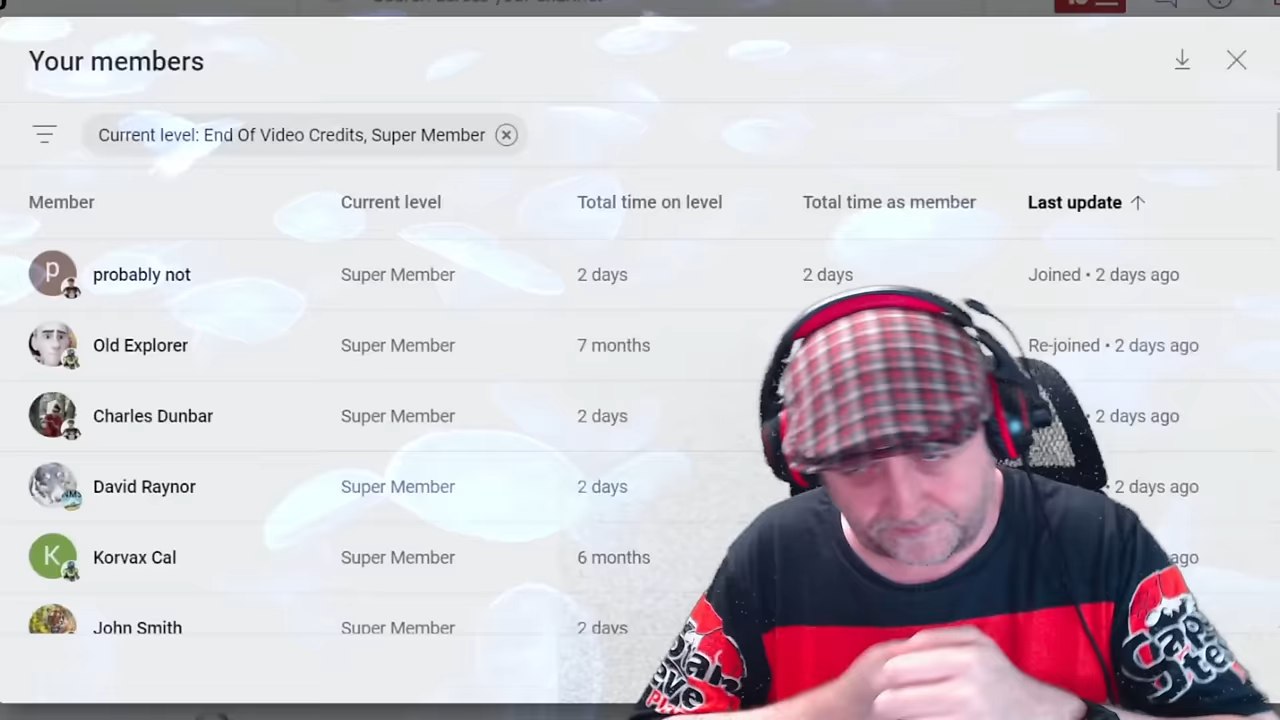 Your members
Current level: End Of Video Credits, Super Member
Member Current level Total time on level Total time as member Last update
P probably not Super Member 2 days 2 days Joined • 2 days ago
Old Explorer Super Member 7 months Re-joined • 2 days ago
Charles Dunbar Super Member 2 days • 2 days ago
David Raynor Super Member 2 days • 2 days ago
K Korvax Cal Super Member 6 months ago
John Smith Super Member 2 days